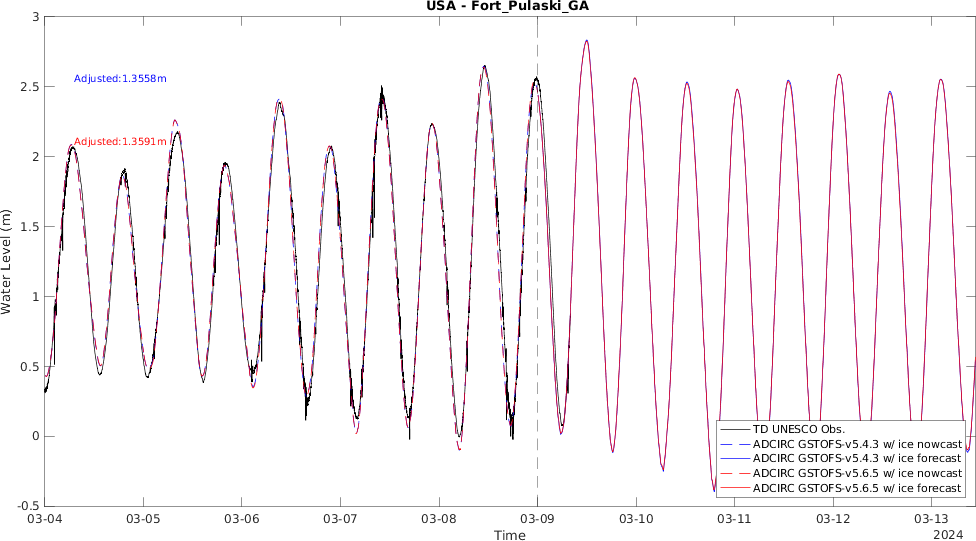 USA - Fort_Pulaski_GA
3
2.5
2
1.5
1
0.5
0
-0.5
Water Level (m)
Adjusted:1.3558m
Adjusted:1.3591m
TD UNESCO Obs.
ADCIRC GSTOFS-v5.4.3 w/ ice nowcast
ADCIRC GSTOFS-v5.4.3 w/ ice forecast
ADCIRC GSTOFS-v5.6.5 w/ ice nowcast
ADCIRC GSTOFS-v5.6.5 w/ ice forecast
03-04 03-05 03-06 03-07 03-08 03-09 03-10 03-11 03-12 03-13
Time
2024